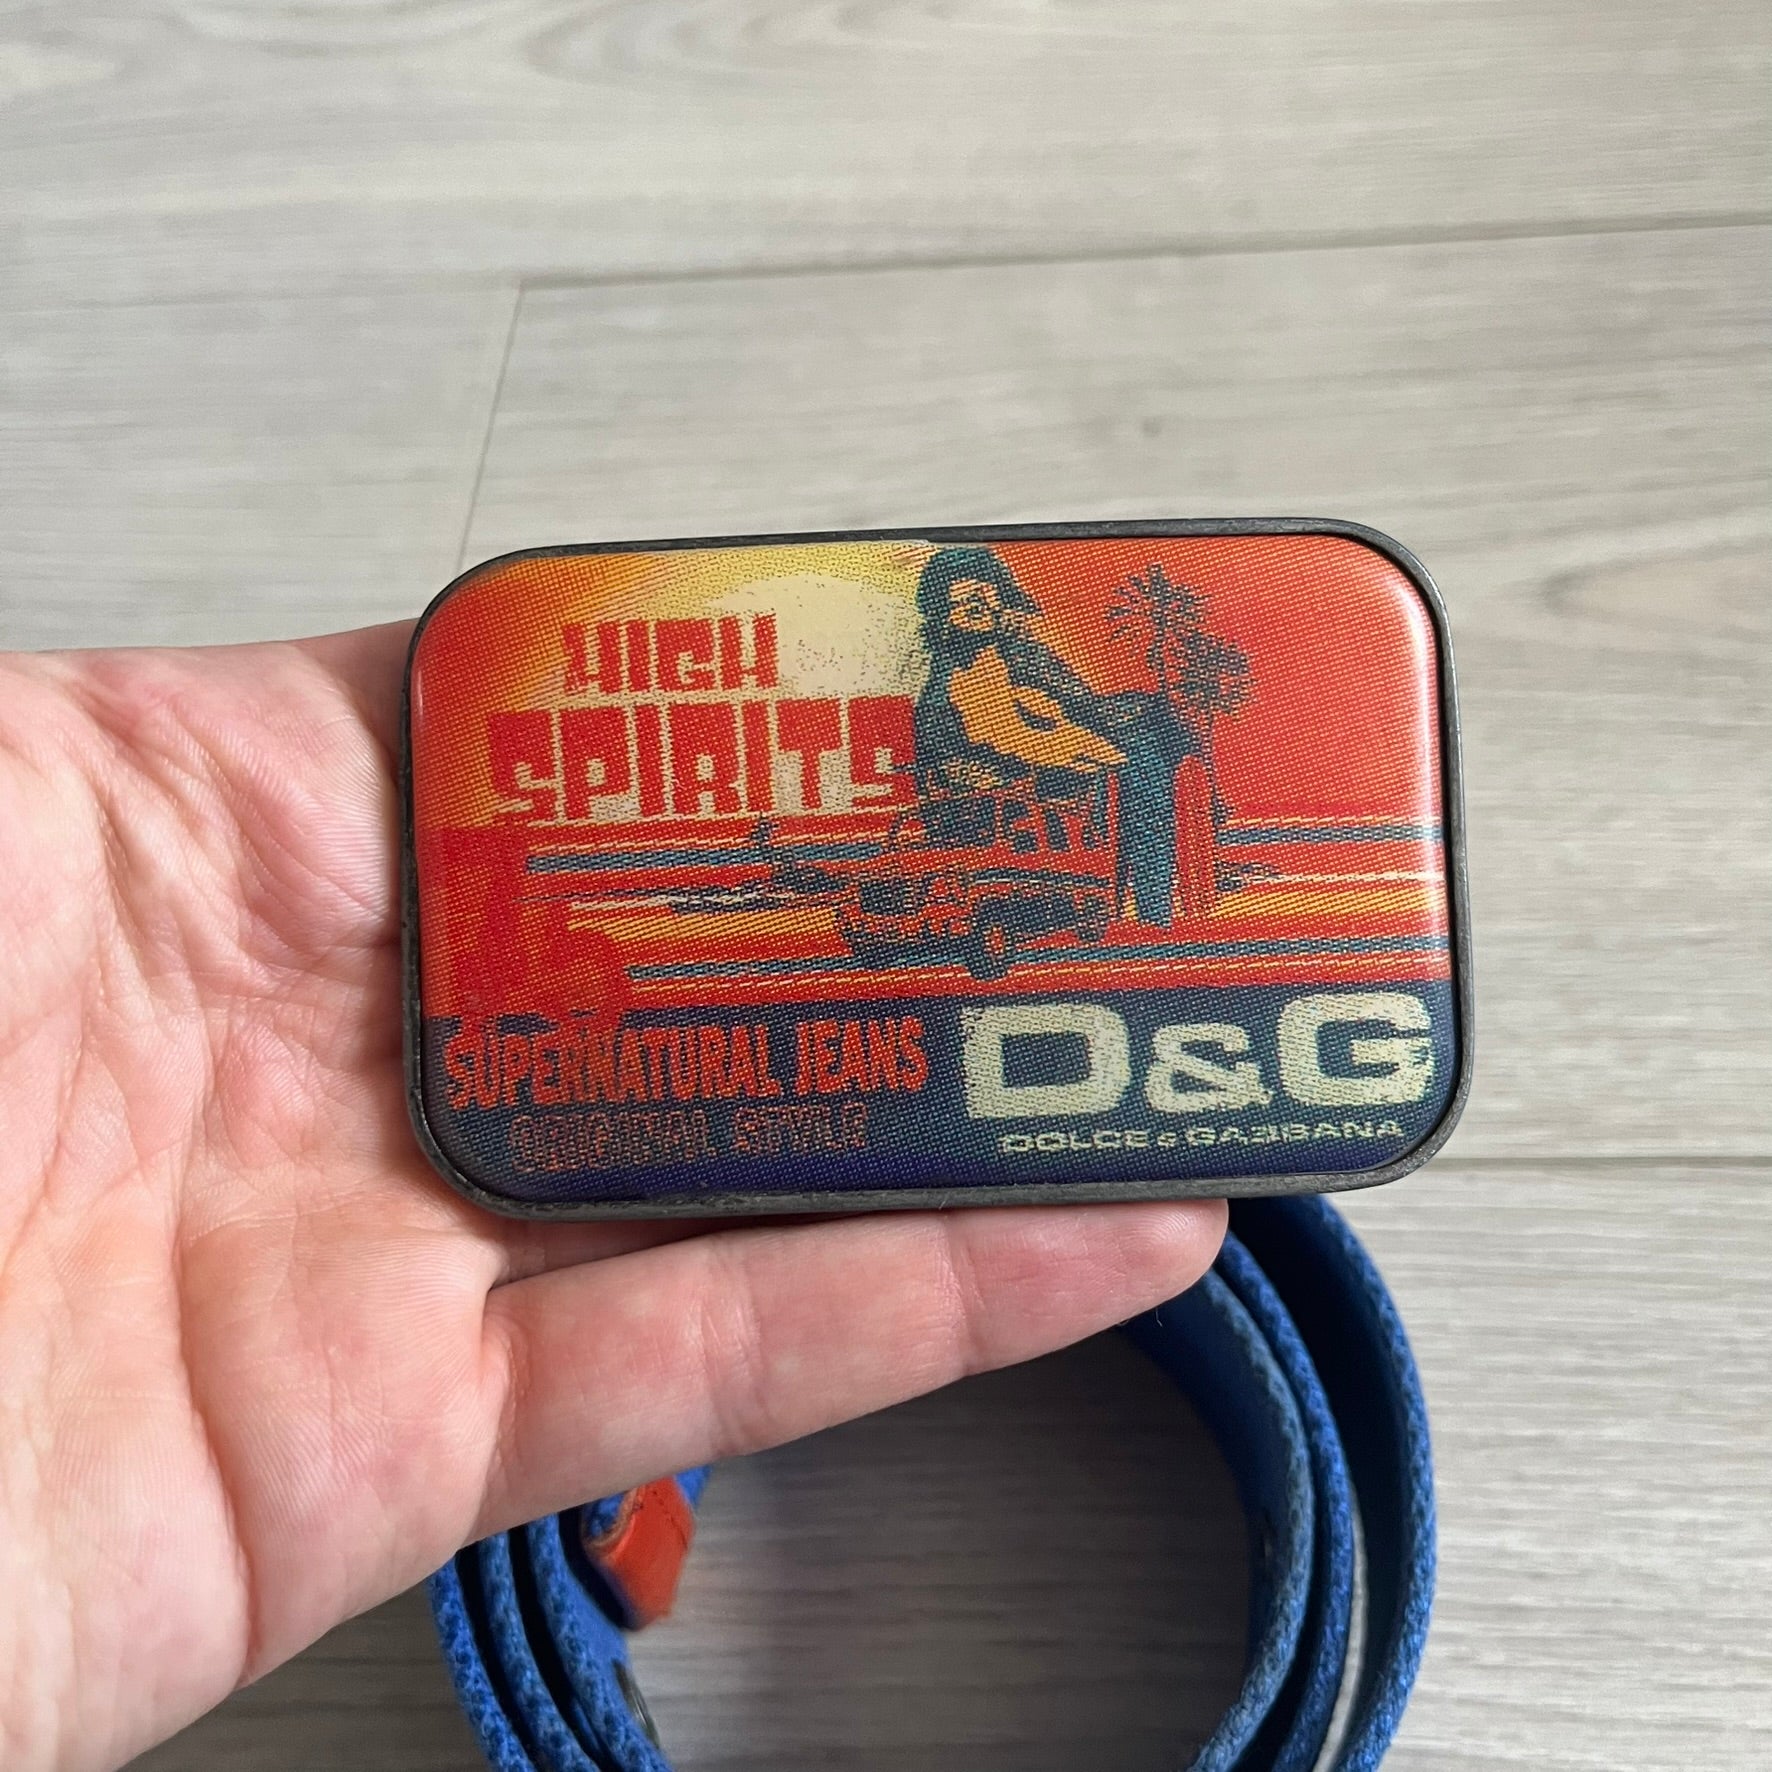 HIGH
SPIRITS
SUPERNATURAL JEANS
ORIGINAL STYLE
D&G
DOLCE & GABBANA